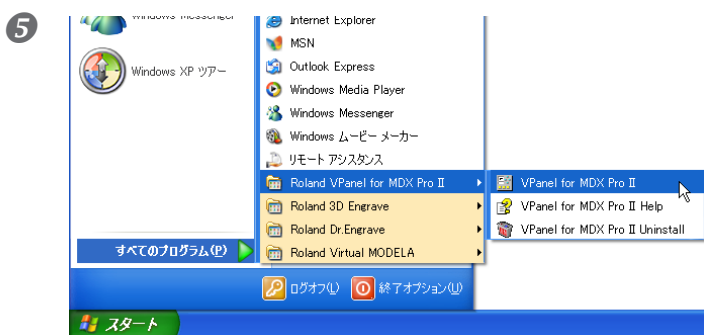 5
Windows Messenger
Internet Explorer
MSN
Outlook Express
Windows XP ツアー
Windows Media Player
Windows Messenger
Windows ムービー メーカー
リモート アシスタンス
Roland VPanel for MDX Pro II
VPanel for MDX Pro II
Roland 3D Engrave
VPanel for MDX Pro II Help
Roland Dr.Engrave
VPanel for MDX Pro II Uninstall
すべてのプログラム(P)
Roland Virtual MODELA
ログオフ(L)
終了オプション(U)
スタート